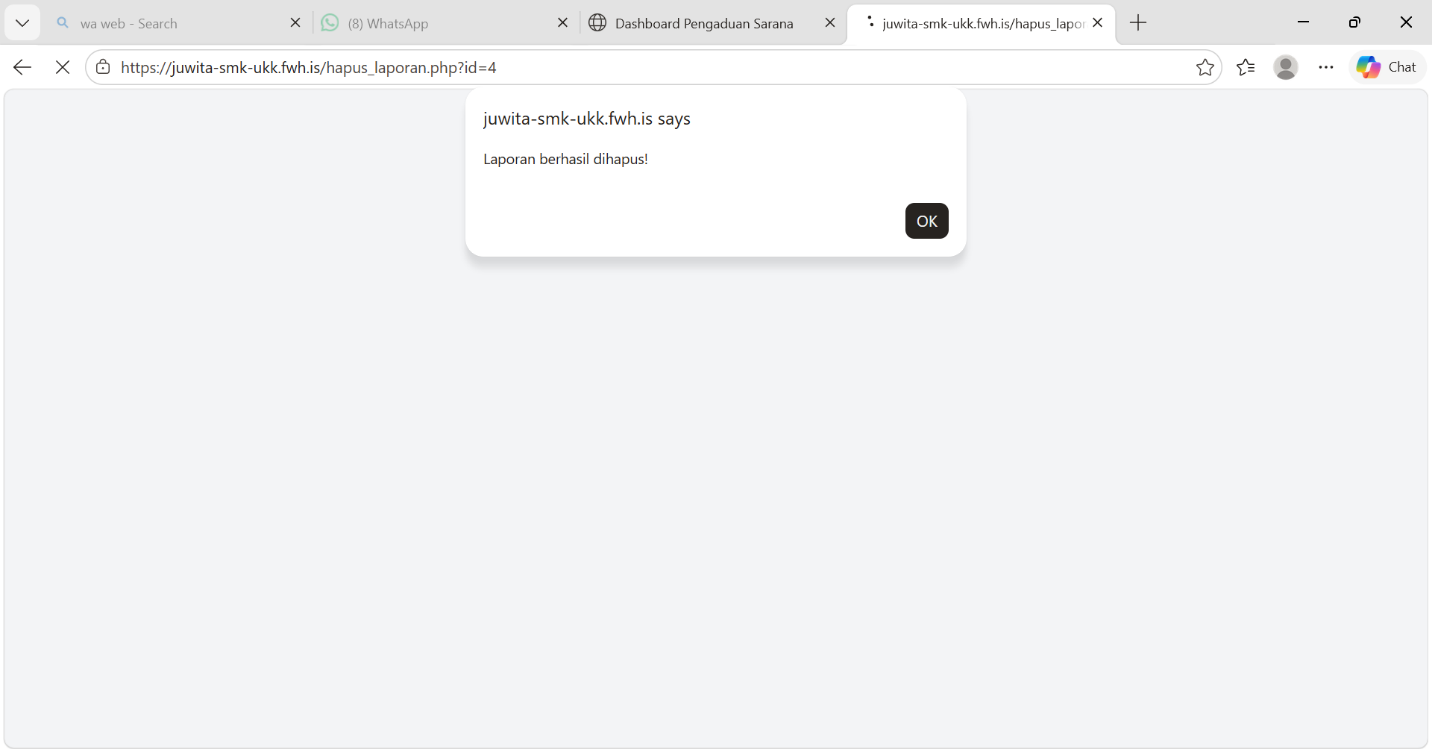 wa web - Search
(8) WhatsApp
Dashboard Pengaduan Sarana
juwita-smk-ukk.fwh.is/hapus_lapor
https://juwita-smk-ukk.fwh.is/hapus_laporan.php?id=4
Chat
juwita-smk-ukk.fwh.is says
Laporan berhasil dihapus!
OK